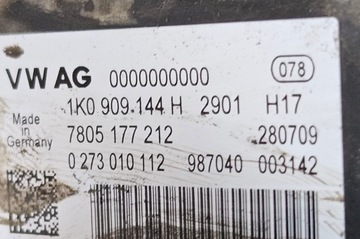 VW AG 0000000000 078
1K0 909 144 H 2901 H17
Made in Germany 7805 177 212 280709
0 273 010 112 987040 003142